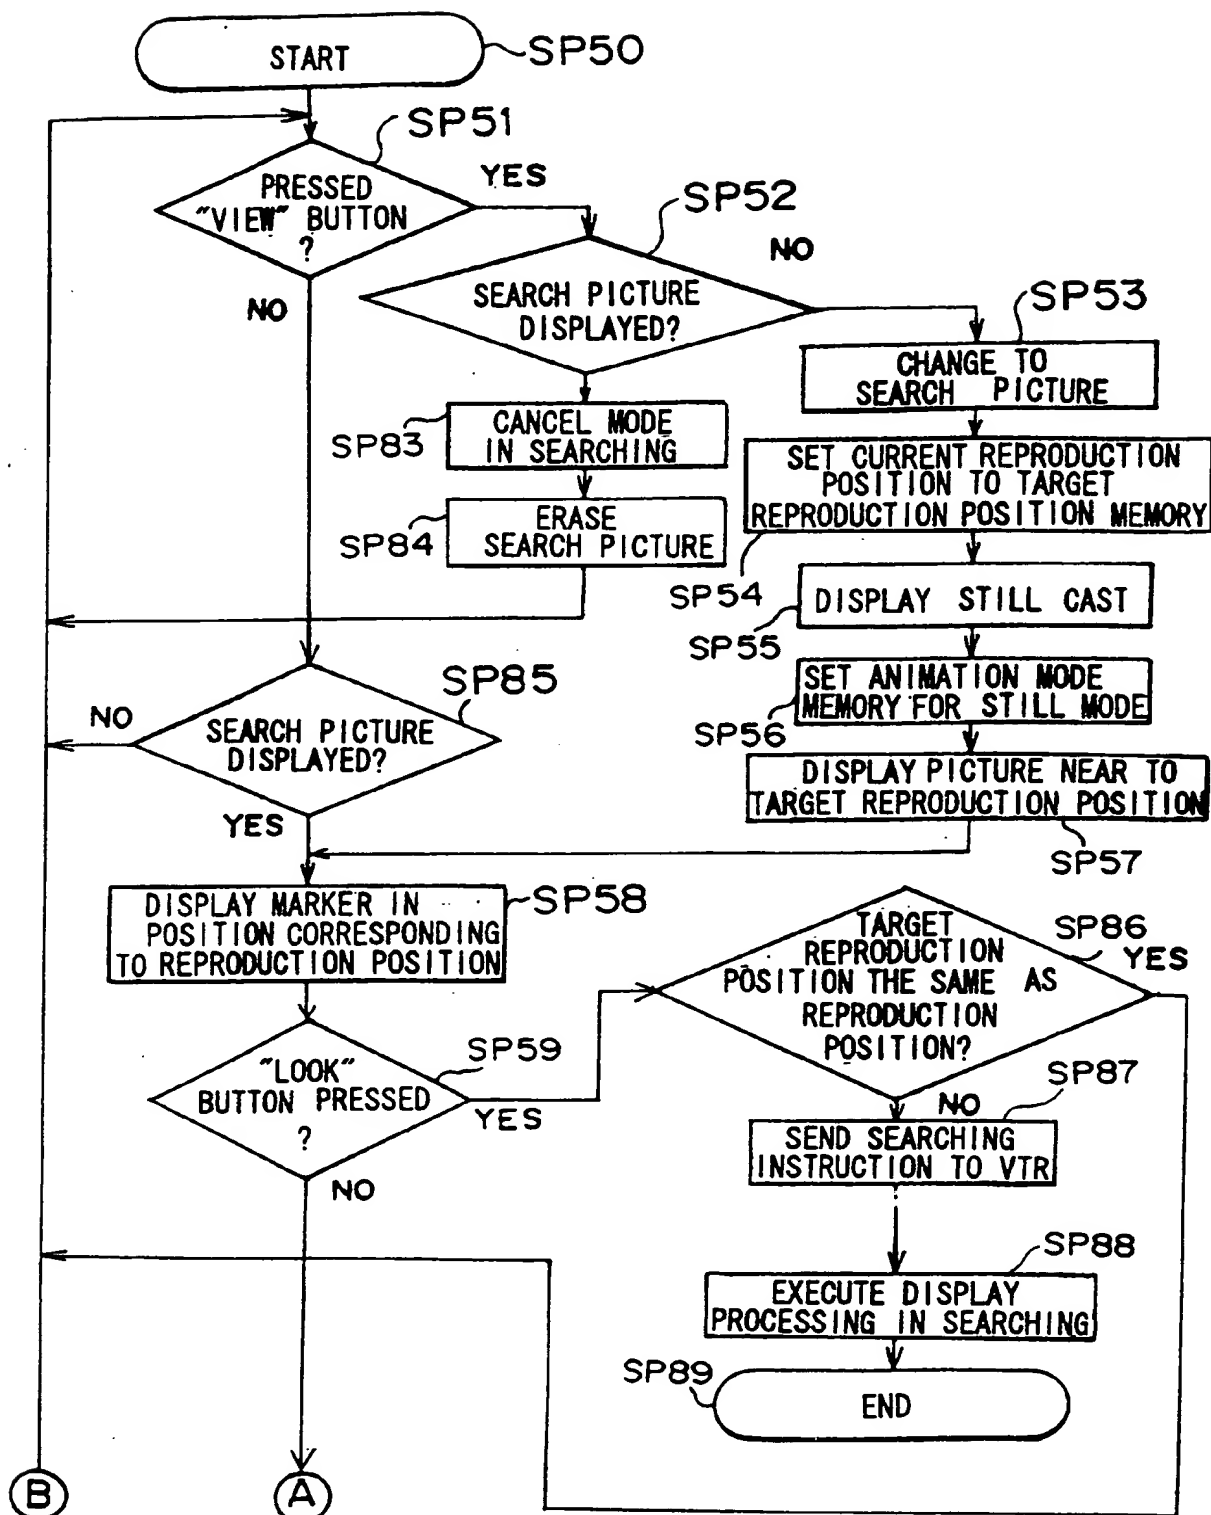 START
SP50
SP51
PRESSED
"VIEW" BUTTON
?
YES
NO
SP52
SEARCH PICTURE
DISPLAYED?
NO
SP53
CHANGE TO
SEARCH PICTURE
SP83
CANCEL MODE
IN SEARCHING
SET CURRENT REPRODUCTION
POSITION TO TARGET
REPRODUCTION POSITION MEMORY
SP84
ERASE
SEARCH PICTURE
SP54
DISPLAY STILL CAST
SP55
SET ANIMATION MODE
MEMORY FOR STILL MODE
SP56
SP85
NO
SEARCH PICTURE
DISPLAYED?
YES
DISPLAY PICTURE NEAR TO
TARGET REPRODUCTION POSITION
SP57
SP58
DISPLAY MARKER IN
POSITION CORRESPONDING
TO REPRODUCTION POSITION
TARGET
REPRODUCTION
POSITION THE SAME AS
REPRODUCTION
POSITION?
SP86
YES
NO
SP59
"LOOK"
BUTTON PRESSED
?
YES
NO
SP87
SEND SEARCHING
INSTRUCTION TO VTR
SP88
EXECUTE DISPLAY
PROCESSING IN SEARCHING
SP89
END
B
A